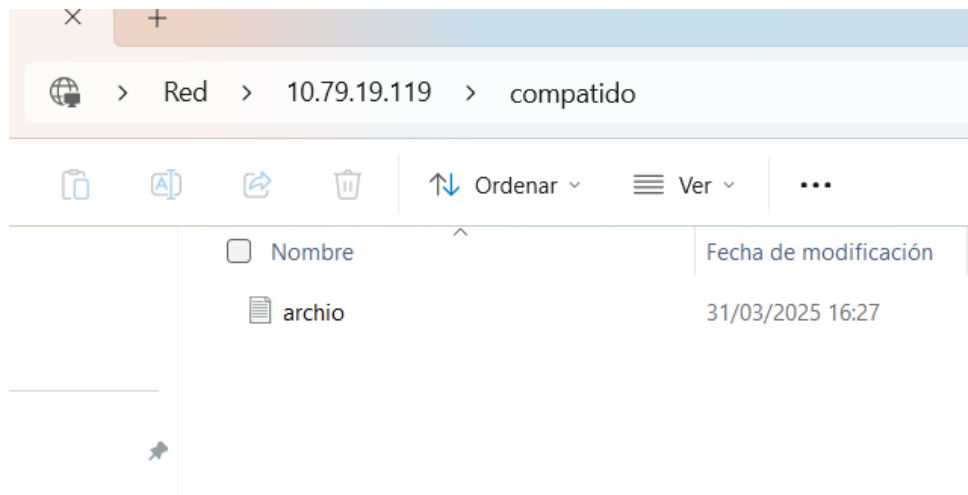 Red > 10.79.19.119 > compatido
Ordenar Ver ...
Nombre Fecha de modificación
archio 31/03/2025 16:27